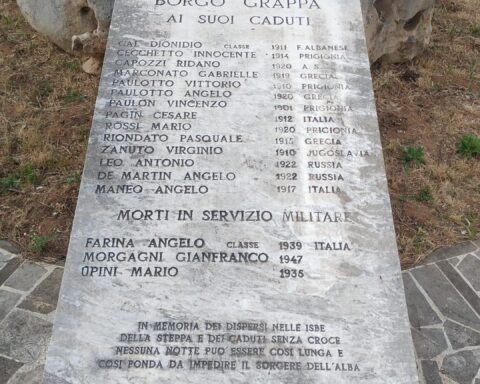 BORGO GRAPPA
AI SUOI CADUTI
GAL DIONIDIO CLASSE 1911 F. ALBANESE
CECCHETTO INNOCENTE " 1914 PRIGIONIA
CAPOZZI RIDANO " 1920 A.S.
MARCONATO GABRIELLE " 1919 GRECIA
PAULOTTO VITTORIO " 1910 PRIGIONIA
PAULOTTO ANGELO " 1920 GRECIA
PAULON VINCENZO " 1901 PRIGIONIA
PAGIN CESARE " 1912 ITALIA
ROSSI MARIO " 1920 PRIGIONIA
RIONDATO PASQUALE " 1915 GRECIA
ZANUTO VIRGINIO " 1910 JUGOSLAVIA
LEO ANTONIO " 1922 RUSSIA
DE MARTIN ANGELO " 1922 RUSSIA
MANEO ANGELO " 1917 ITALIA
MORTI IN SERVIZIO MILITARE
FARINA ANGELO CLASSE 1939 ITALIA
MORGAGNI GIANFRANCO 1947
OPINI MARIO " 1935
IN MEMORIA DEI DISPERSI NELLE ISBE
DELLA STEPPA E DEI CADUTI SENZA CROCE
NESSUNA NOTTE PUO' ESSERE COSI LUNGA E
COSI FONDA DA IMPEDIRE IL SORGERE DELL'ALBA